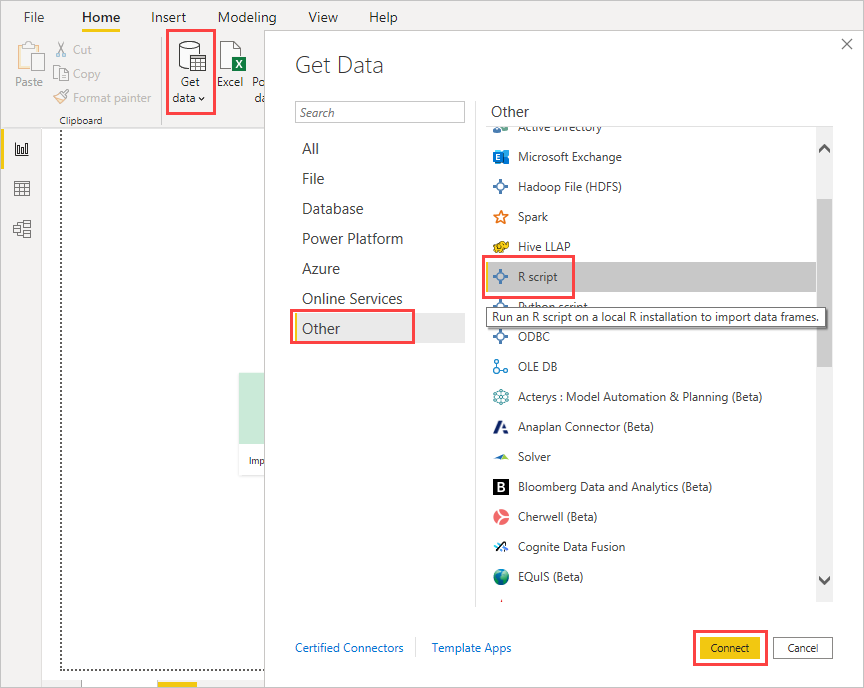 File Home Insert Modeling View Help
Paste
Cut
Copy
Format painter
Clipboard
Get
data
Excel
Get Data
Search
All
File
Database
Power Platform
Azure
Online Services
Other
Other
Active Directory
Microsoft Exchange
Hadoop File (HDFS)
Spark
Hive LLAP
R script
Python script
Run an R script on a local R installation to import data frames.
ODBC
OLE DB
Acterys : Model Automation & Planning (Beta)
Anaplan Connector (Beta)
Solver
Bloomberg Data and Analytics (Beta)
Cherwell (Beta)
Cognite Data Fusion
EQuIS (Beta)
Certified Connectors
Template Apps
Connect
Cancel